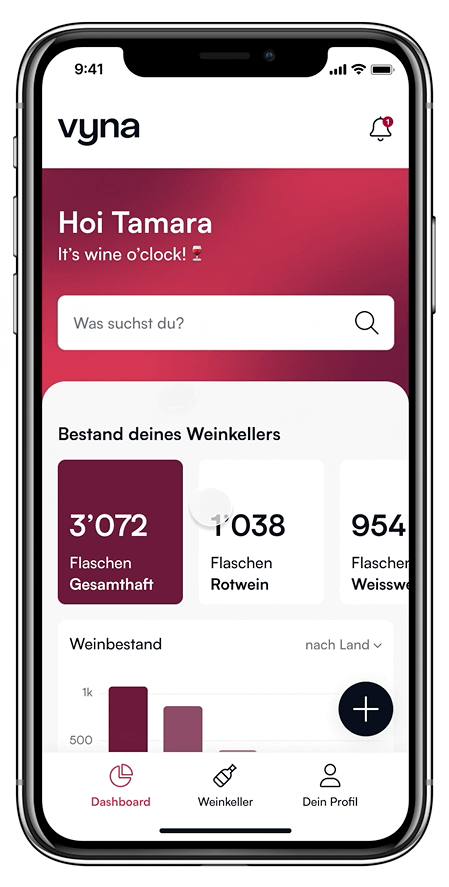 9:41
vyna
1
Hoi Tamara
It's wine o'clock! 🍷
Was suchst du?
Bestand deines Weinkellers
3’072
Flaschen
Gesamthaft
1’038
Flaschen
Rotwein
954
Flaschen
Weisswe
Weinbestand
nach Land
1k
500
Dashboard
Weinkeller
Dein Profil